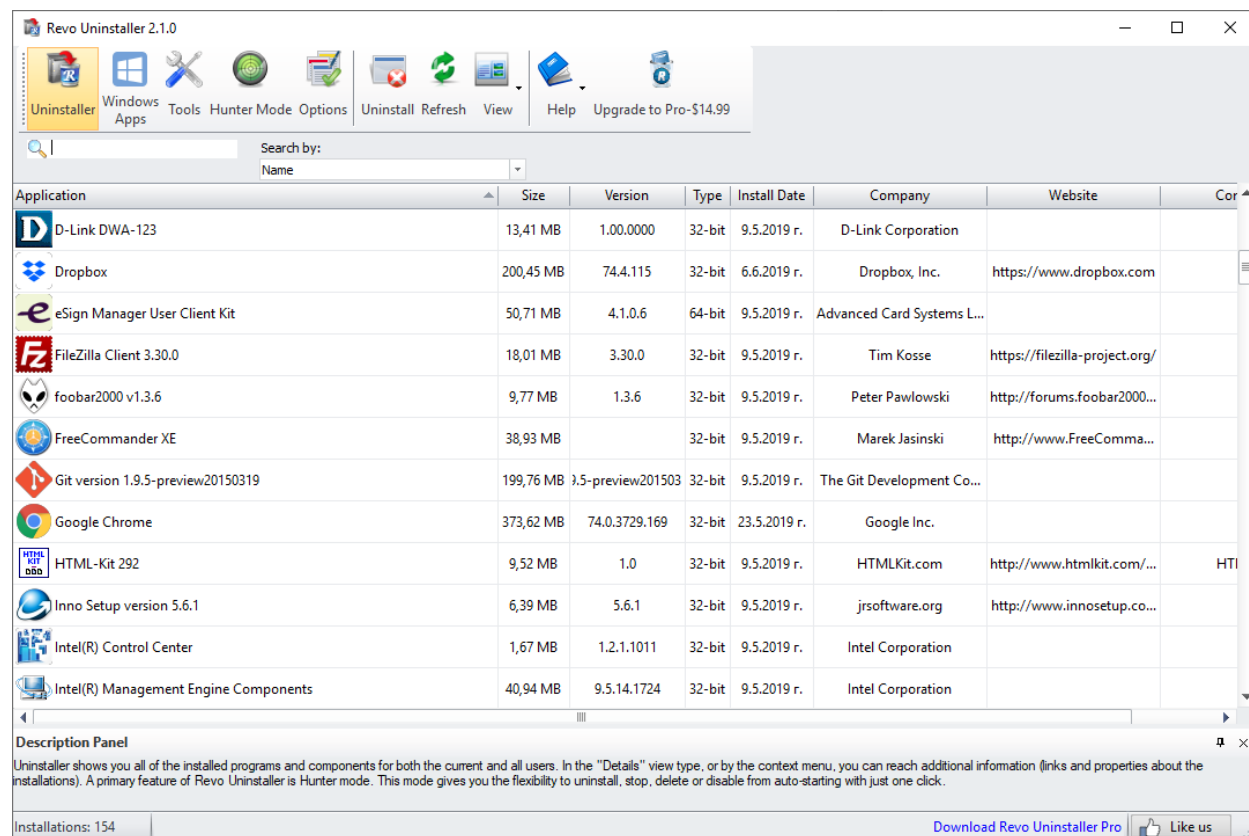 Revo Uninstaller 2.1.0
Uninstaller Windows Apps Tools Hunter Mode Options Uninstall Refresh View Help Upgrade to Pro-$14.99
Search by:
Name
Application Size Version Type Install Date Company Website Cor
D-Link DWA-123 13,41 MB 1.00.0000 32-bit 9.5.2019 г. D-Link Corporation
Dropbox 200,45 MB 74.4.115 32-bit 6.6.2019 г. Dropbox, Inc. https://www.dropbox.com
eSign Manager User Client Kit 50,71 MB 4.1.0.6 64-bit 9.5.2019 г. Advanced Card Systems L...
FileZilla Client 3.30.0 18,01 MB 3.30.0 32-bit 9.5.2019 г. Tim Kosse https://filezilla-project.org/
foobar2000 v1.3.6 9,77 MB 1.3.6 32-bit 9.5.2019 г. Peter Pawlowski http://forums.foobar2000...
FreeCommander XE 38,93 MB 32-bit 9.5.2019 г. Marek Jasinski http://www.FreeComma...
Git version 1.9.5-preview20150319 199,76 MB 9.5-preview201503 32-bit 9.5.2019 г. The Git Development Co...
Google Chrome 373,62 MB 74.0.3729.169 32-bit 23.5.2019 г. Google Inc.
HTML-Kit 292 9,52 MB 1.0 32-bit 9.5.2019 г. HTMLKit.com http://www.htmlkit.com/... HTI
Inno Setup version 5.6.1 6,39 MB 5.6.1 32-bit 9.5.2019 г. jrsoftware.org http://www.innosetup.co...
Intel(R) Control Center 1,67 MB 1.2.1.1011 32-bit 9.5.2019 г. Intel Corporation
Intel(R) Management Engine Components 40,94 MB 9.5.14.1724 32-bit 9.5.2019 г. Intel Corporation
Description Panel
Uninstaller shows you all of the installed programs and components for both the current and all users. In the "Details" view type, or by the context menu, you can reach additional information (links and properties about the
installations). A primary feature of Revo Uninstaller is Hunter mode. This mode gives you the flexibility to uninstall, stop, delete or disable from auto-starting with just one click.
Installations: 154 Download Revo Uninstaller Pro Like us